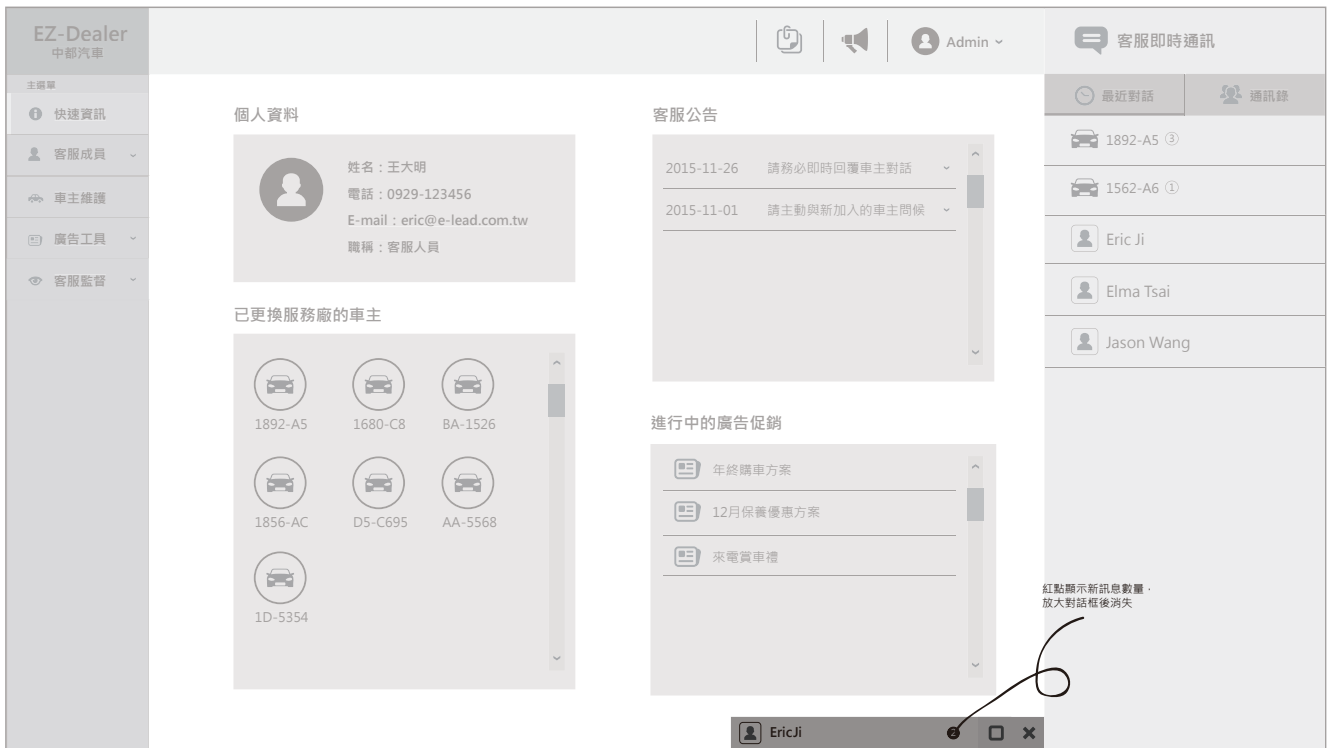 EZ-Dealer
中都汽車
Admin
客服即時通訊
主選單
快速資訊
客服成員
車主維護
廣告工具
客服監督
個人資料
姓名：王大明
電話：0929-123456
E-mail：eric@e-lead.com.tw
職稱：客服人員
已更換服務廠的車主
1892-A5
1680-C8
BA-1526
1856-AC
D5-C695
AA-5568
1D-5354
客服公告
2015-11-26 請務必即時回覆車主對話
2015-11-01 請主動與新加入的車主問候
進行中的廣告促銷
年終購車方案
12月保養優惠方案
來電賞車禮
最近對話
通訊錄
1892-A5 ③
1562-A6 ①
Eric Ji
Elma Tsai
Jason Wang
紅點顯示新訊息數量，
放大對話框後消失
EricJi
2